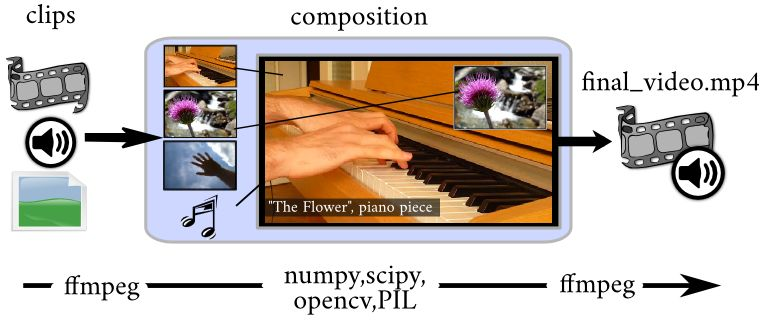 clips
composition
final_video.mp4
"The Flower", piano piece
ffmpeg
numpy,scipy,
opencv,PIL
ffmpeg